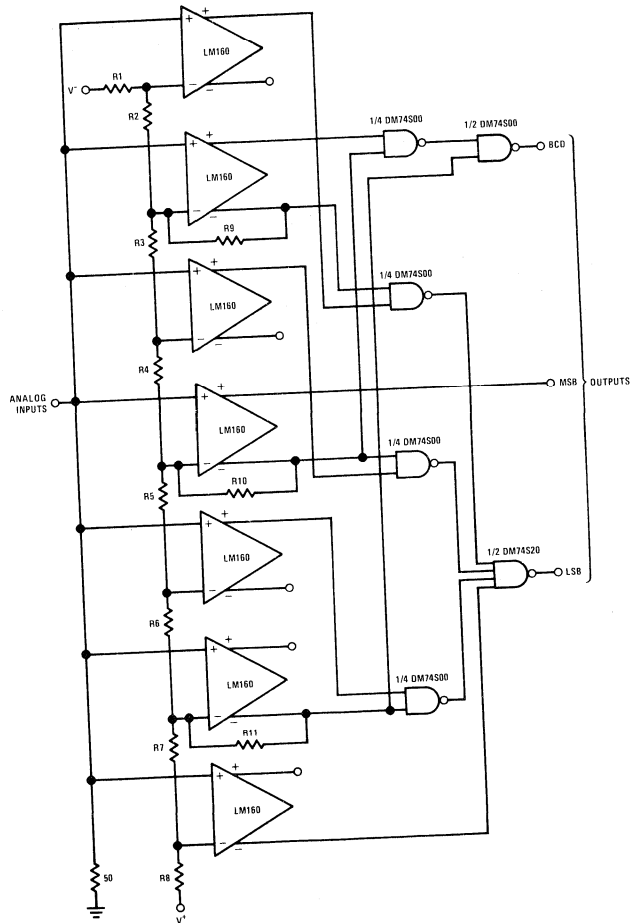 LM160
R1
V-
R2
1/4 DM74S00
1/2 DM74S00
BCD
LM160
R9
R3
1/4 DM74S00
LM160
R4
ANALOG
INPUTS
MSB
OUTPUTS
LM160
1/4 DM74S00
R10
R5
1/2 DM74S20
LM160
LSB
R6
1/4 DM74S00
LM160
R11
R7
LM160
50
R8
V+